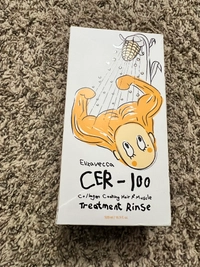 Elizavecca
CER-100
Collagen Coating Hair A+ Muscle
Treatment Rinse